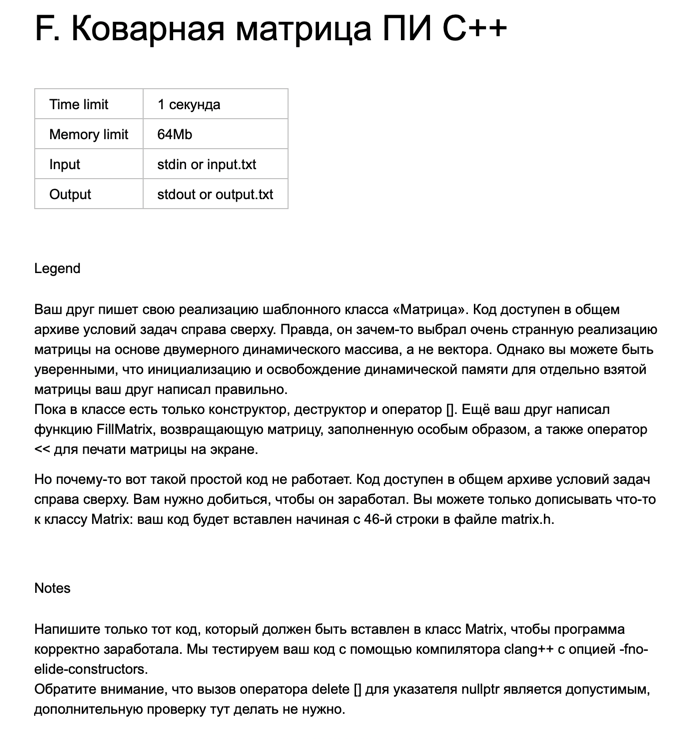 F. Коварная матрица ПИ C++
Time limit
1 секунда
Memory limit
64Mb
Input
stdin or input.txt
Output
stdout or output.txt
Legend
Ваш друг пишет свою реализацию шаблонного класса «Матрица». Код доступен в общем
архиве условий задач справа сверху. Правда, он зачем-то выбрал очень странную реализацию
матрицы на основе двумерного динамического массива, а не вектора. Однако вы можете быть
уверенными, что инициализацию и освобождение динамической памяти для отдельно взятой
матрицы ваш друг написал правильно.
Пока в классе есть только конструктор, деструктор и оператор []. Ещё ваш друг написал
функцию FillMatrix, возвращающую матрицу, заполненную особым образом, а также оператор
<< для печати матрицы на экране.
Но почему-то вот такой простой код не работает. Код доступен в общем архиве условий задач
справа сверху. Вам нужно добиться, чтобы он заработал. Вы можете только дописывать что-то
к классу Matrix: ваш код будет вставлен начиная с 46-й строки в файле matrix.h.
Notes
Напишите только тот код, который должен быть вставлен в класс Matrix, чтобы программа
корректно заработала. Мы тестируем ваш код с помощью компилятора clang++ с опцией -fno-
elide-constructors.
Обратите внимание, что вызов оператора delete [] для указателя nullptr является допустимым,
дополнительную проверку тут делать не нужно.